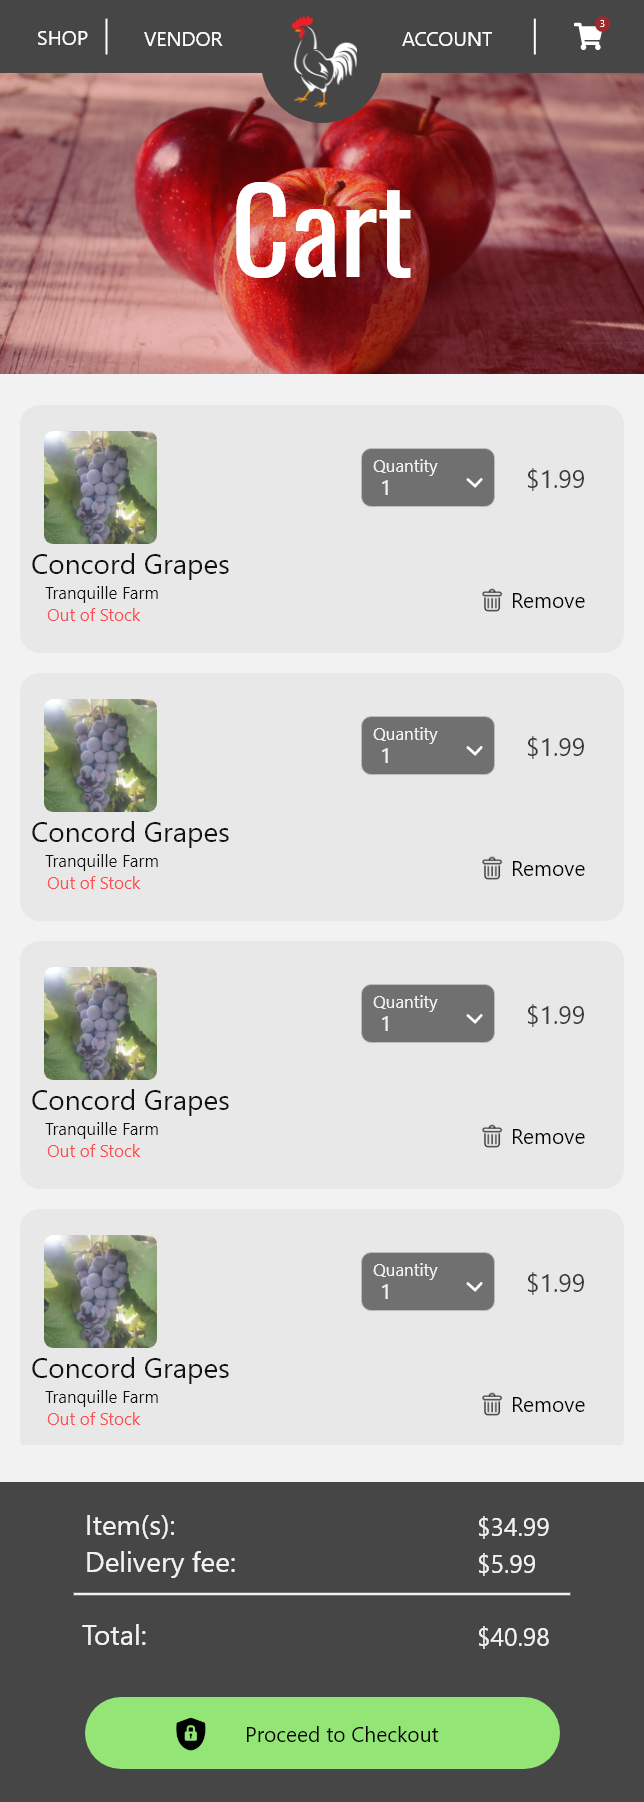 SHOP
VENDOR
ACCOUNT
3
Cart
Quantity
1
$1.99
Concord Grapes
Tranquille Farm
Out of Stock
Remove
Quantity
1
$1.99
Concord Grapes
Tranquille Farm
Out of Stock
Remove
Quantity
1
$1.99
Concord Grapes
Tranquille Farm
Out of Stock
Remove
Quantity
1
$1.99
Concord Grapes
Tranquille Farm
Out of Stock
Remove
Item(s): $34.99
Delivery fee: $5.99
Total: $40.98
Proceed to Checkout